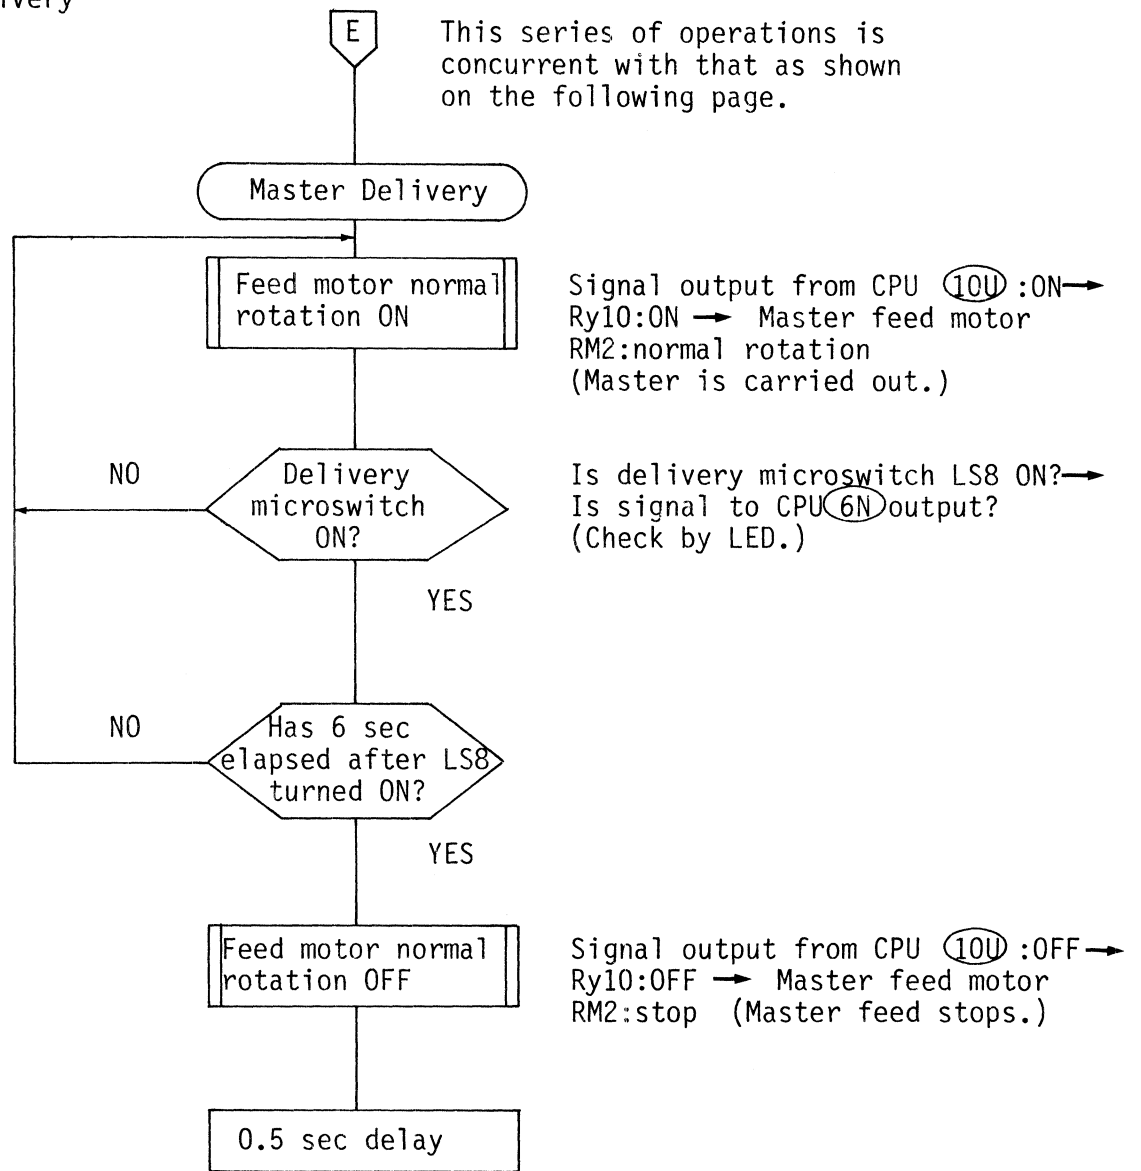 E
This series of operations is
concurrent with that as shown
on the following page.
Master Delivery
Feed motor normal
rotation ON
Signal output from CPU 10U :ON→
Ry10:ON → Master feed motor
RM2:normal rotation
(Master is carried out.)
NO
Delivery
microswitch
ON?
Is delivery microswitch LS8 ON?→
Is signal to CPU 6N output?
(Check by LED.)
YES
NO
Has 6 sec
elapsed after LS8
turned ON?
YES
Feed motor normal
rotation OFF
Signal output from CPU 10U :OFF→
Ry10:OFF → Master feed motor
RM2:stop (Master feed stops.)
0.5 sec delay